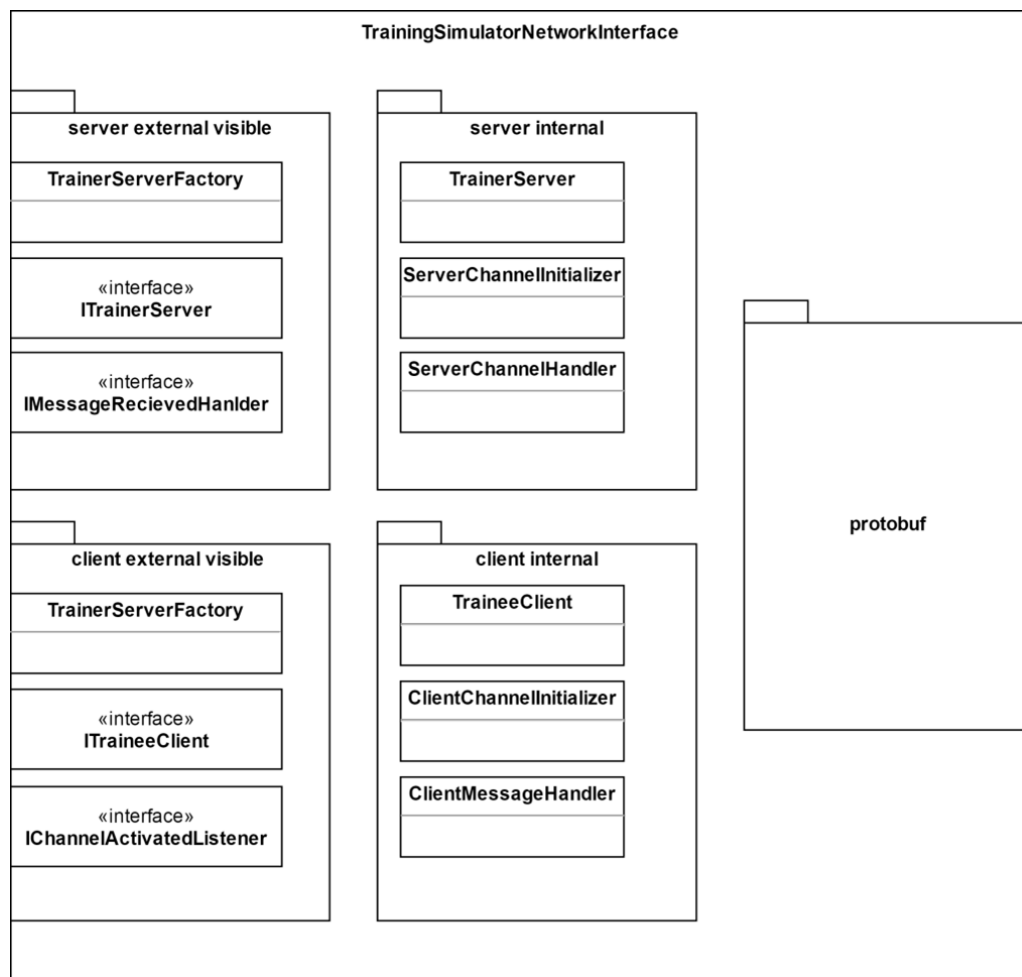 TrainingSimulatorNetworkInterface
server external visible
TrainerServerFactory
«interface»
ITrainerServer
«interface»
IMessageRecievedHanlder
server internal
TrainerServer
ServerChannelInitializer
ServerChannelHandler
client external visible
TrainerServerFactory
«interface»
ITraineeClient
«interface»
IChannelActivatedListener
client internal
TraineeClient
ClientChannelInitializer
ClientMessageHandler
protobuf